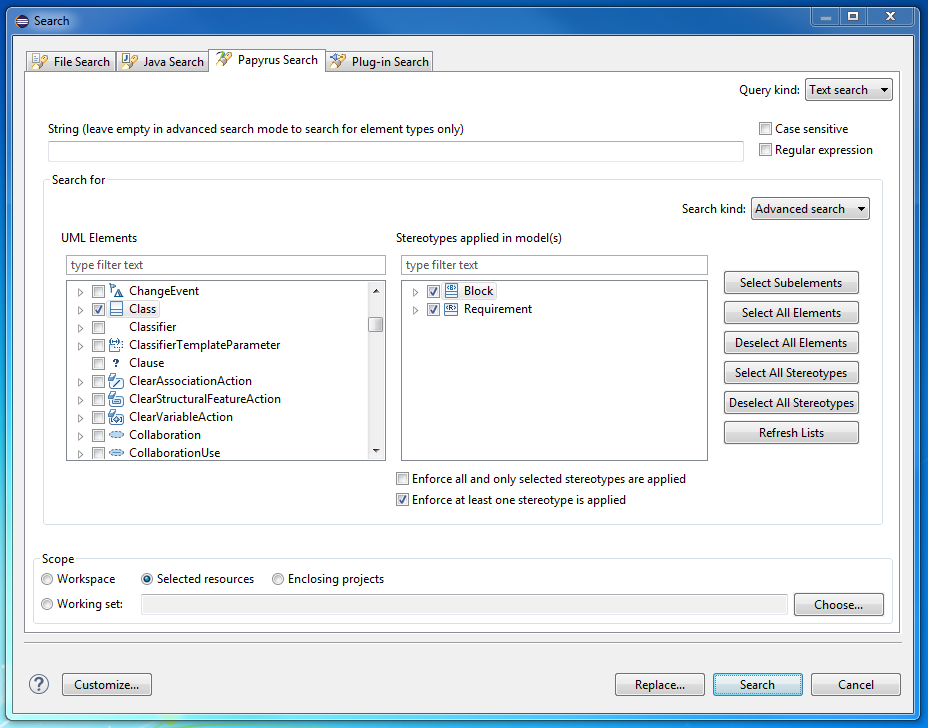 Search
File Search
Java Search
Papyrus Search
Plug-in Search
Query kind: Text search
String (leave empty in advanced search mode to search for element types only)
Case sensitive
Regular expression
Search for
Search kind: Advanced search
UML Elements
Stereotypes applied in model(s)
type filter text
type filter text
ChangeEvent
Class
Classifier
ClassifierTemplateParameter
Clause
ClearAssociationAction
ClearStructuralFeatureAction
ClearVariableAction
Collaboration
CollaborationUse
Block
Requirement
Select Subelements
Select All Elements
Deselect All Elements
Select All Stereotypes
Deselect All Stereotypes
Refresh Lists
Enforce all and only selected stereotypes are applied
Enforce at least one stereotype is applied
Scope
Workspace
Selected resources
Enclosing projects
Working set:
Choose...
?
Customize...
Replace...
Search
Cancel